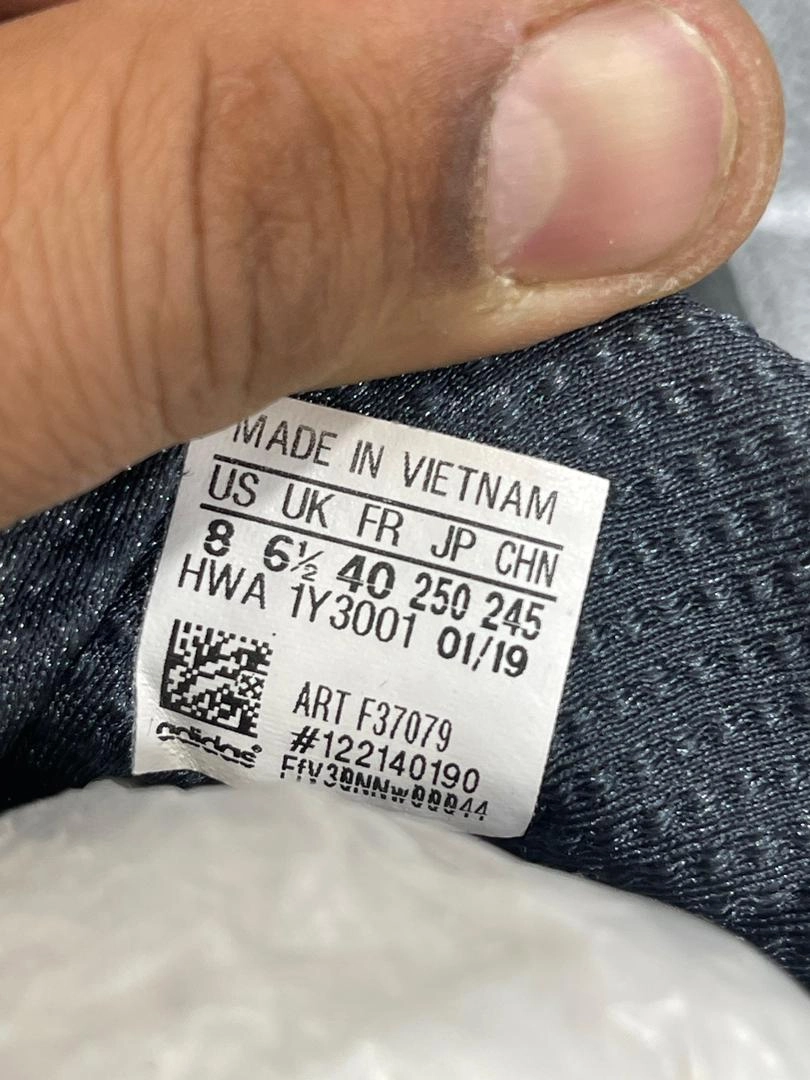 MADE IN VIETNAM
US UK FR JP CHN
8 6½ 40 250 245
HWA 1Y3001 01/19
ART F37079
adidas
#122140190